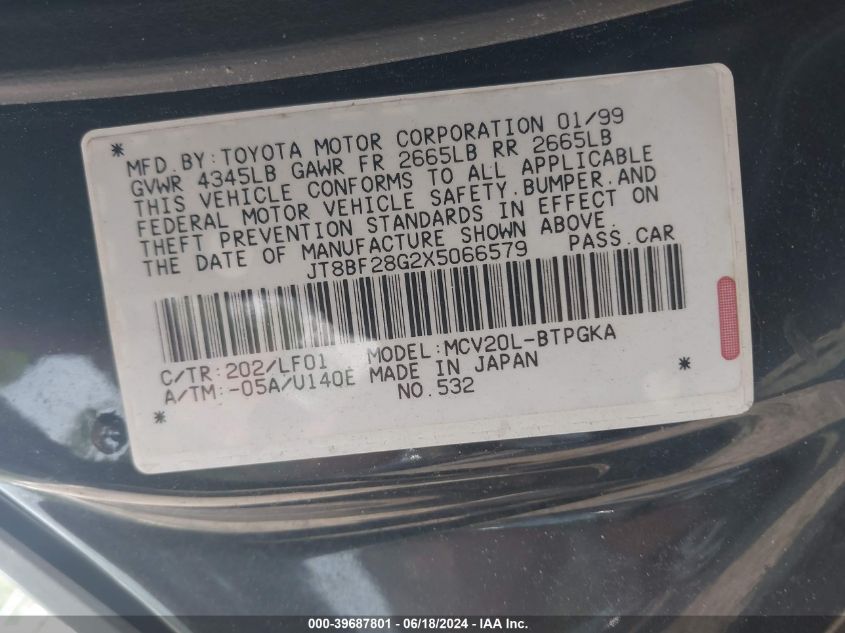 * MFD.BY:TOYOTA MOTOR CORPORATION 01/99
GVWR 4345LB GAWR FR 2665LB RR 2665LB
THIS VEHICLE CONFORMS TO ALL APPLICABLE
FEDERAL MOTOR VEHICLE SAFETY.BUMPER.AND
THEFT PREVENTION STANDARDS IN EFFECT ON
THE DATE OF MANUFACTURE SHOWN ABOVE.
JT8BF28G2X5066579 PASS.CAR
C/TR:202/LF01 MODEL:MCV20L-BTPGKA
A/TM:-05A/U140E MADE IN JAPAN *
* NO.532
000-39687801 - 06/18/2024 - IAA Inc.